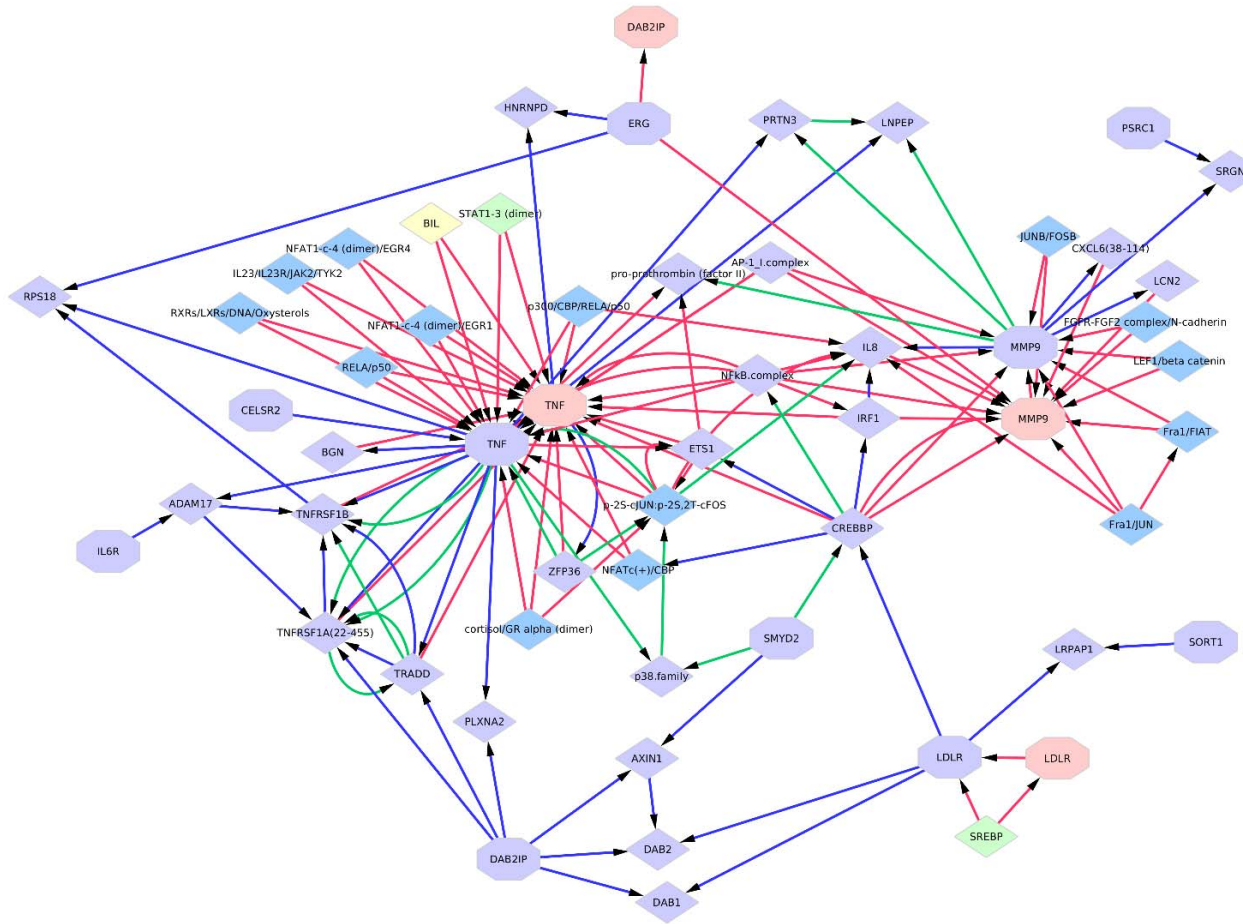 DAB2IP
HNRNPD
ERG
PRTN3
LNPEP
PSRC1
SRGN
STAT1-3 (dimer)
BIL
NFAT1-c-4 (dimer)/EGR4
JUNB/FOSB
CXCL6(38-114)
AP-1_I.complex
IL23/IL23R/JAK2/TYK2
pro-prothrombin (factor II)
LCN2
RPS18
RXRs/LXRs/DNA/Oxysterols
p300/CBP/RELA/p50
FGFR-FGF2 complex/N-cadherin
NFAT1-c-4 (dimer)/EGR1
IL8
MMP9
LEF1/beta catenin
RELA/p50
NFkB.complex
TNF
CELSR2
IRF1
MMP9
Fra1/FIAT
TNF
BGN
ETS1
ADAM17
TNFRSF1B
p-2S-cJUN:p-2S,2T-cFOS
Fra1/JUN
CREBBP
IL6R
ZFP36
NFATc(+)/CBP
TNFRSF1A(22-455)
cortisol/GR alpha (dimer)
SMYD2
SORT1
LRPAP1
TRADD
p38.family
PLXNA2
AXIN1
LDLR
LDLR
SREBP
DAB2IP
DAB2
DAB1